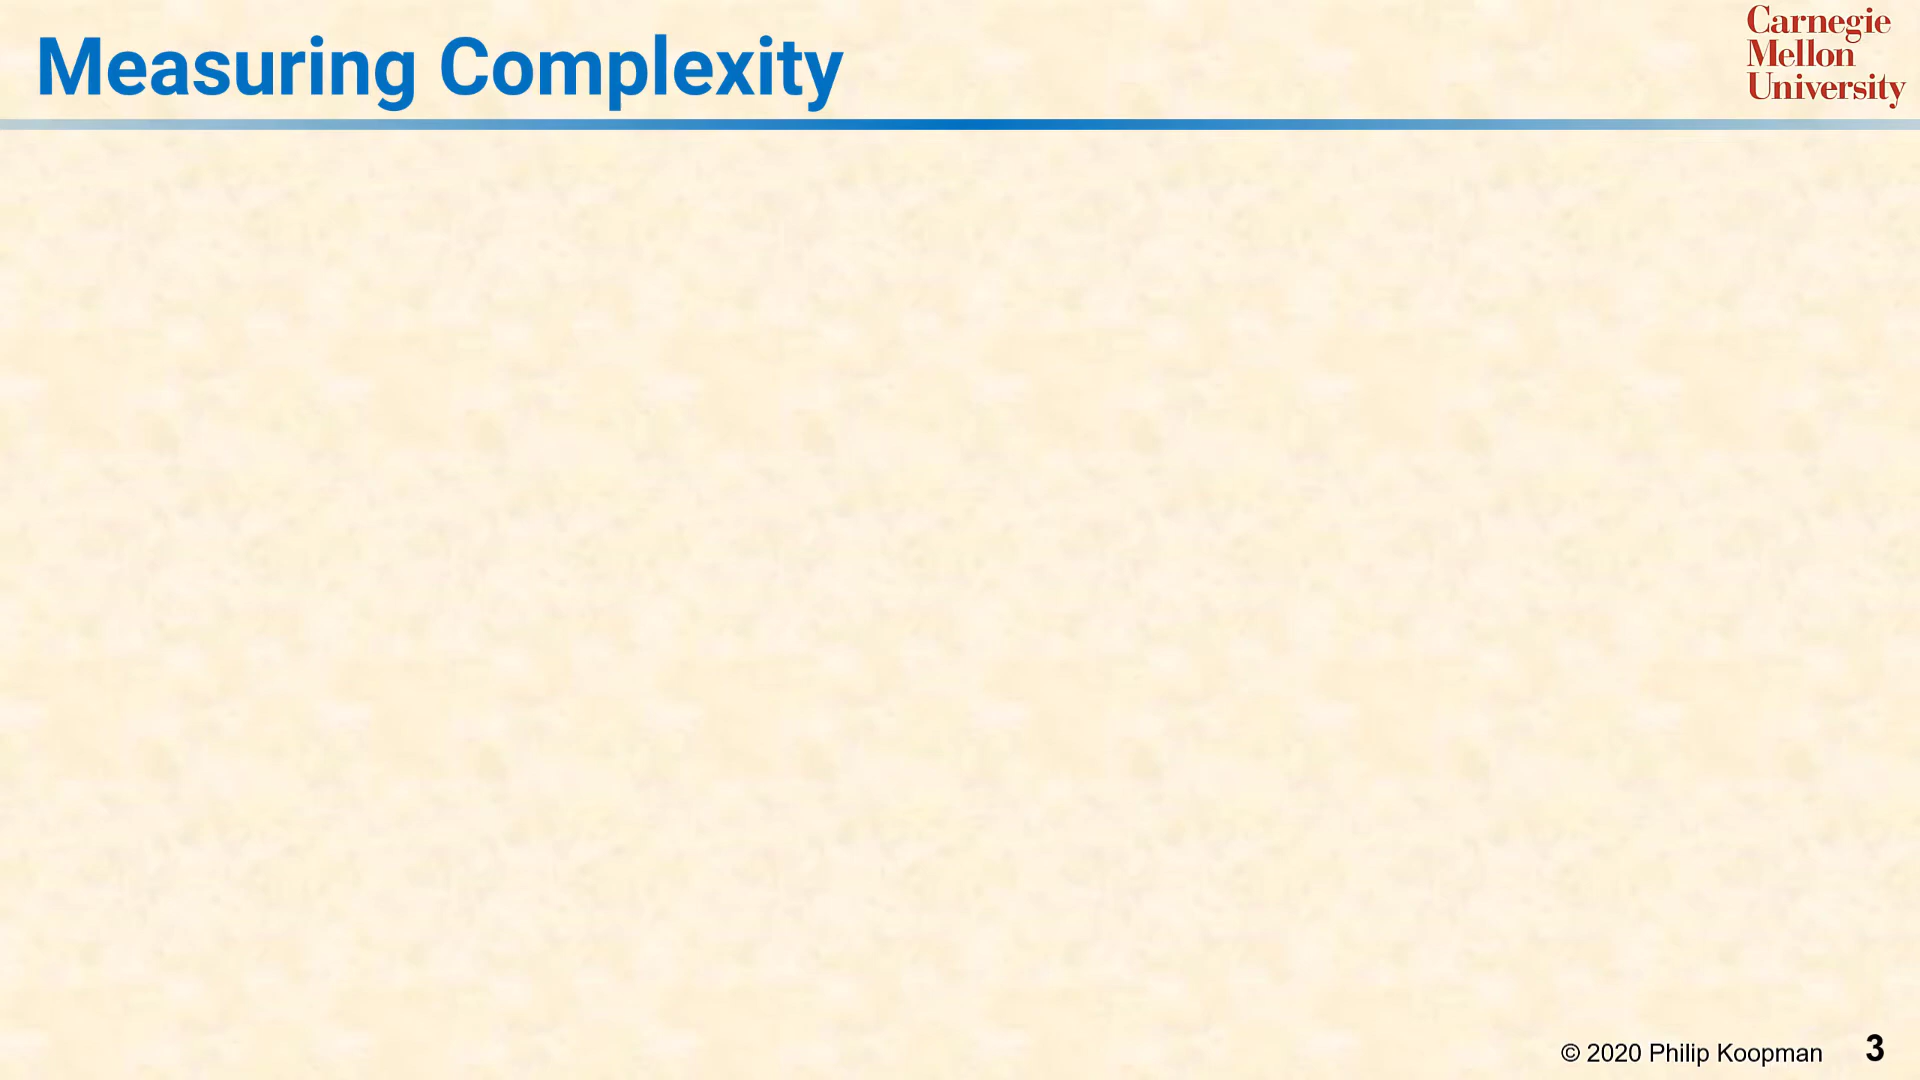 Measuring Complexity
Carnegie
Mellon
University
© 2020 Philip Koopman 3